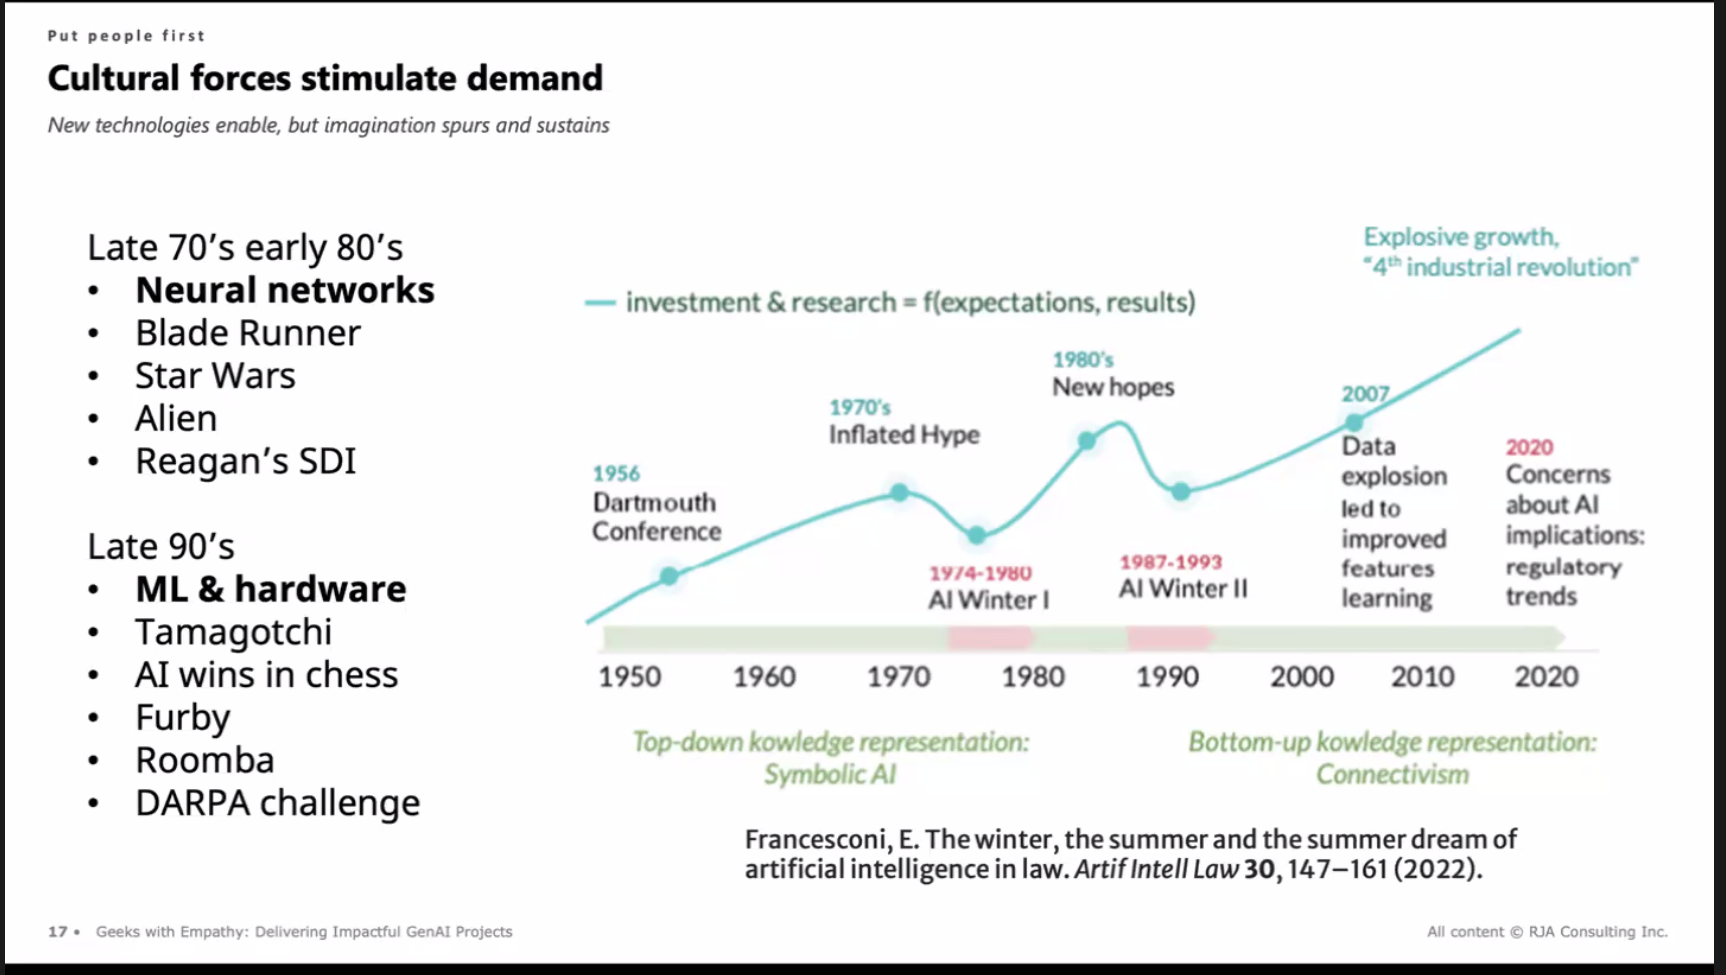 Put people first
Cultural forces stimulate demand
New technologies enable, but imagination spurs and sustains
Late 70’s early 80’s
• Neural networks
• Blade Runner
• Star Wars
• Alien
• Reagan’s SDI
Late 90’s
• ML & hardware
• Tamagotchi
• AI wins in chess
• Furby
• Roomba
• DARPA challenge
Explosive growth,
“4th industrial revolution”
investment & research = f(expectations, results)
1956
Dartmouth
Conference
1970’s
Inflated Hype
1974-1980
AI Winter I
1980’s
New hopes
1987-1993
AI Winter II
2007
Data
explosion
led to
improved
features
learning
2020
Concerns
about AI
implications:
regulatory
trends
1950 1960 1970 1980 1990 2000 2010 2020
Top-down kowledge representation:
Symbolic AI
Bottom-up kowledge representation:
Connectivism
Francesconi, E. The winter, the summer and the summer dream of
artificial intelligence in law. Artif Intell Law 30, 147–161 (2022).
17 • Geeks with Empathy: Delivering Impactful GenAI Projects
All content © RJA Consulting Inc.